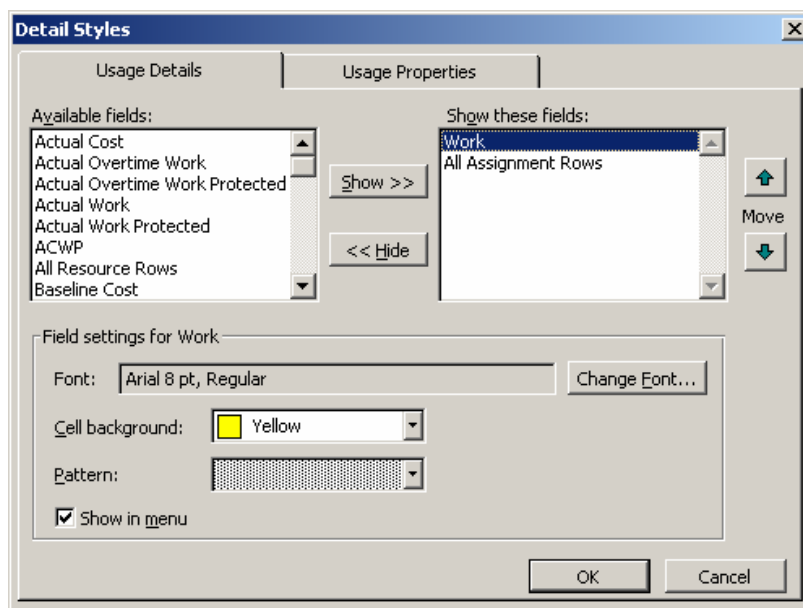 Detail Styles
Usage Details
Usage Properties
Available fields:
Actual Cost
Actual Overtime Work
Actual Overtime Work Protected
Actual Work
Actual Work Protected
ACWP
All Resource Rows
Baseline Cost
Show >>
<< Hide
Show these fields:
Work
All Assignment Rows
Move
Field settings for Work
Font: Arial 8 pt, Regular Change Font...
Cell background: Yellow
Pattern:
Show in menu
OK Cancel